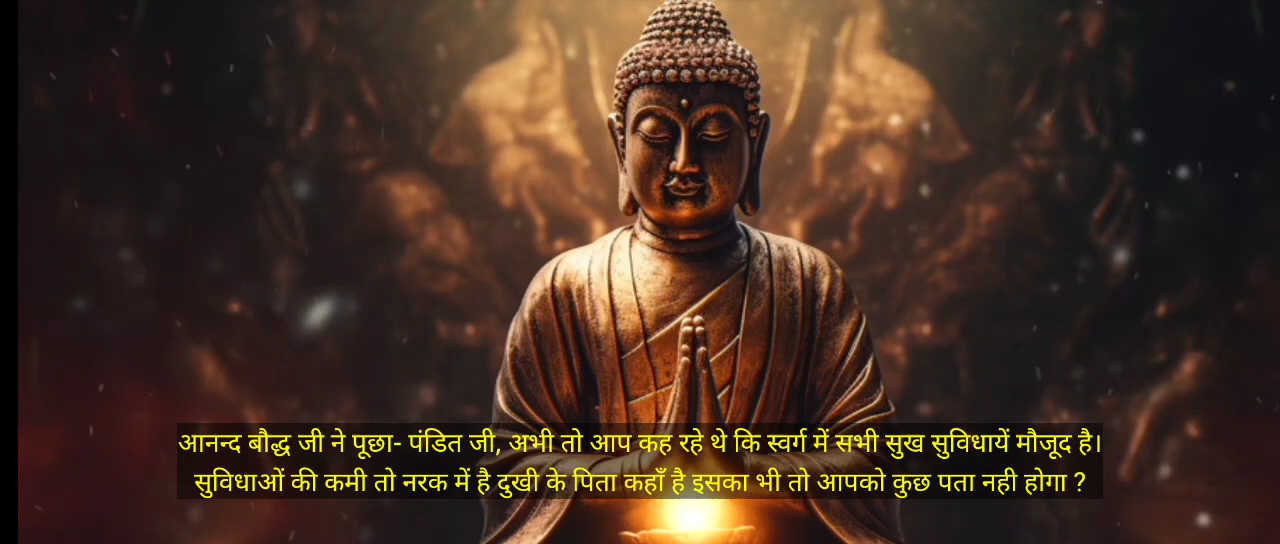 आनन्द बौद्ध जी ने पूछा- पंडित जी, अभी तो आप कह रहे थे कि स्वर्ग में सभी सुख सुविधायें मौजूद है।
सुविधाओं की कमी तो नरक में है दुखी के पिता कहाँ है इसका भी तो आपको कुछ पता नही होगा ?